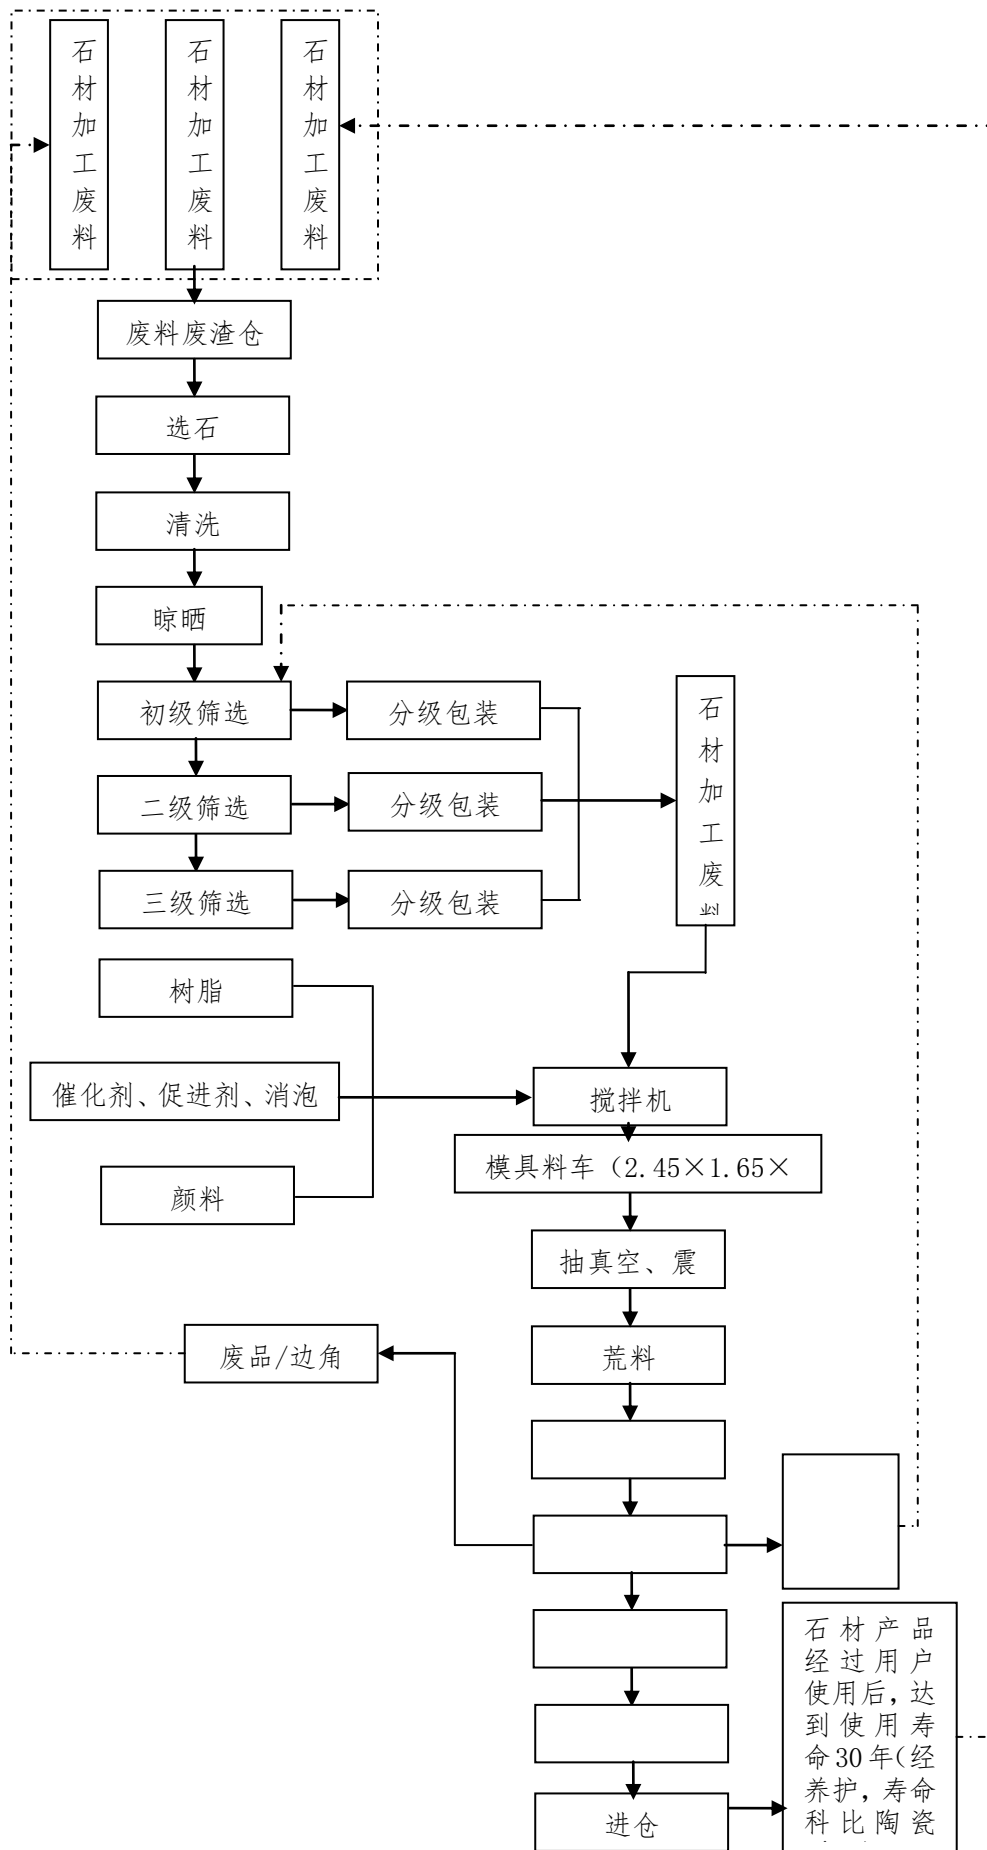 石材加工废料
石材加工废料
石材加工废料
废料废渣仓
选石
清洗
晾晒
初级筛选
分级包装
二级筛选
分级包装
三级筛选
分级包装
石材加工废料
树脂
催化剂、促进剂、消泡
颜料
搅拌机
模具料车（2.45×1.65×
抽真空、震
荒料
废品/边角
石材产品
经过用户
使用后，达
到使用寿
命30年（经
养护，寿命
科比陶瓷
进仓